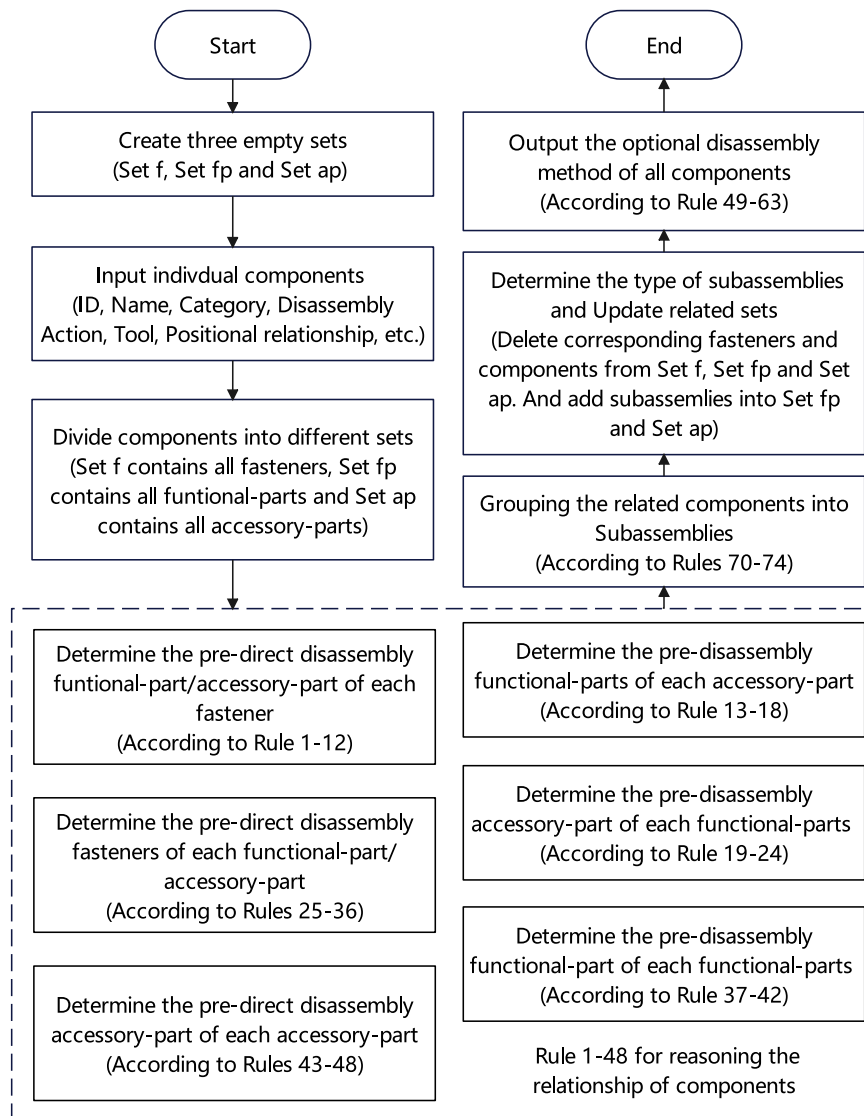 Start
Create three empty sets
(Set f, Set fp and Set ap)
Input indivdual components
(ID, Name, Category, Disassembly
Action, Tool, Positional relationship, etc.)
Divide components into different sets
(Set f contains all fasteners, Set fp
contains all funtional-parts and Set ap
contains all accessory-parts)
Determine the pre-direct disassembly
funtional-part/accessory-part of each
fastener
(According to Rule 1-12)
Determine the pre-direct disassembly
fasteners of each functional-part/
accessory-part
(According to Rules 25-36)
Determine the pre-direct disassembly
accessory-part of each accessory-part
(According to Rules 43-48)
End
Output the optional disassembly
method of all components
(According to Rule 49-63)
Determine the type of subassemblies
and Update related sets
(Delete corresponding fasteners and
components from Set f, Set fp and Set
ap. And add subassemlies into Set fp
and Set ap)
Grouping the related components into
Subassemblies
(According to Rules 70-74)
Determine the pre-disassembly
functional-parts of each accessory-part
(According to Rule 13-18)
Determine the pre-disassembly
accessory-part of each functional-parts
(According to Rule 19-24)
Determine the pre-disassembly
functional-part of each functional-parts
(According to Rule 37-42)
Rule 1-48 for reasoning the
relationship of components